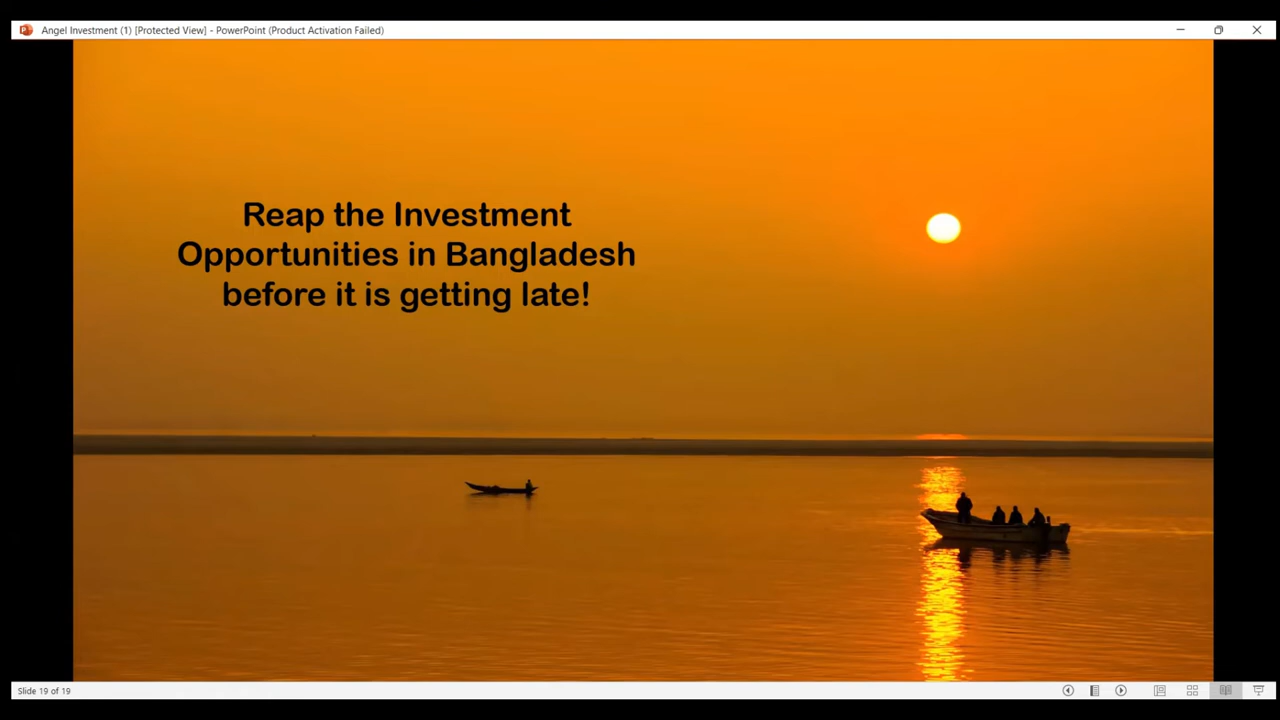 Angel Investment (1) [Protected View] - PowerPoint (Product Activation Failed)
Reap the Investment
Opportunities in Bangladesh
before it is getting late!
Slide 19 of 19